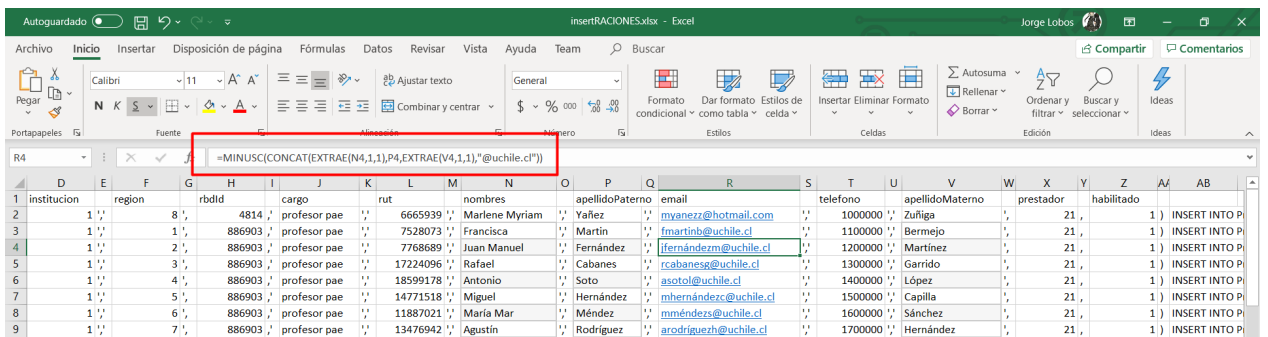 Autoguardado insertRACIONES.xlsx - Excel Jorge Lobos
Archivo Inicio Insertar Disposición de página Fórmulas Datos Revisar Vista Ayuda Team Buscar Compartir Comentarios
Calibri 11 A^ A˅ Ajustar texto General Autosuma
Pegar Rellenar
N K S A Combinar y centrar $ % 000 Formato condicional Dar formato como tabla Estilos de celda Insertar Eliminar Formato Borrar Ordenar y filtrar Buscar y seleccionar Ideas
Portapapeles Fuente Alineación Número Estilos Celdas Edición Ideas
R4 fx =MINUSC(CONCAT(EXTRAE(N4,1,1),P4,EXTRAE(V4,1,1),"@uchile.cl"))
D E F G H I J K L M N O P Q R S T U V W X Y Z AA AB
1 institucion region rbdId cargo rut nombres apellidoPaterno email telefono apellidoMaterno prestador habilitado
2 1 ',' 8 ', 4814 ,' profesor pae ',' 6665939 ',' Marlene Myriam ',' Yañez ',' myanezz@hotmail.com ',' 1000000 ',' Zuñiga ', 21 , 1 ) INSERT INTO P
3 1 ',' 1 ', 886903 ,' profesor pae ',' 7528073 ',' Francisca ',' Martin ',' fmartinb@uchile.cl ',' 1100000 ',' Bermejo ', 21 , 1 ) INSERT INTO P
4 1 ',' 2 ', 886903 ,' profesor pae ',' 7768689 ',' Juan Manuel ',' Fernández ',' jfernándezm@uchile.cl ',' 1200000 ',' Martínez ', 21 , 1 ) INSERT INTO P
5 1 ',' 3 ', 886903 ,' profesor pae ',' 17224096 ',' Rafael ',' Cabanes ',' rcabanesg@uchile.cl ',' 1300000 ',' Garrido ', 21 , 1 ) INSERT INTO P
6 1 ',' 4 ', 886903 ,' profesor pae ',' 18599178 ',' Antonio ',' Soto ',' asotol@uchile.cl ',' 1400000 ',' López ', 21 , 1 ) INSERT INTO P
7 1 ',' 5 ', 886903 ,' profesor pae ',' 14771518 ',' Miguel ',' Hernández ',' mhernándezc@uchile.cl ',' 1500000 ',' Capilla ', 21 , 1 ) INSERT INTO P
8 1 ',' 6 ', 886903 ,' profesor pae ',' 11887021 ',' María Mar ',' Méndez ',' mméndezs@uchile.cl ',' 1600000 ',' Sánchez ', 21 , 1 ) INSERT INTO P
9 1 ',' 7 ', 886903 ,' profesor pae ',' 13476942 ',' Agustín ',' Rodríguez ',' arodríguezh@uchile.cl ',' 1700000 ',' Hernández ', 21 , 1 ) INSERT INTO P